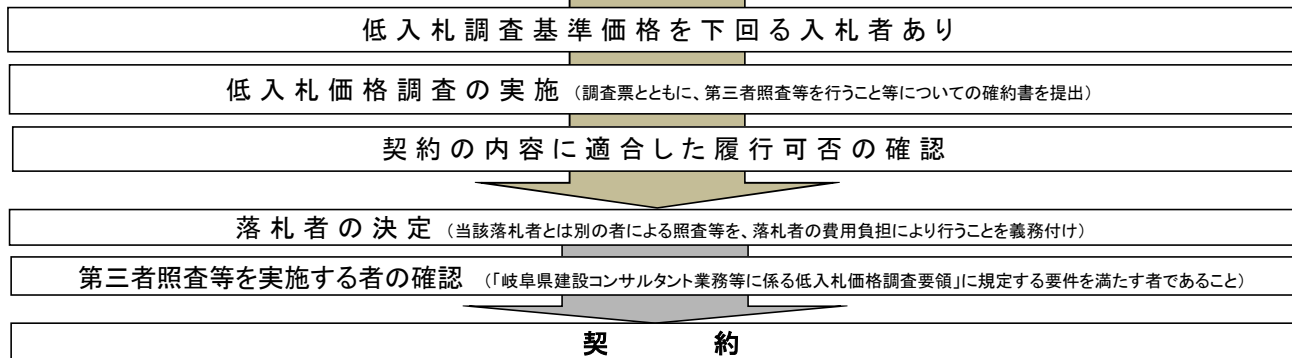 低入札調査基準価格を下回る入札者あり
低入札価格調査の実施（調査票とともに、第三者照査等を行うこと等についての確約書を提出）
契約の内容に適合した履行可否の確認
落札者の決定（当該落札者とは別の者による照査等を、落札者の費用負担により行うことを義務付け）
第三者照査等を実施する者の確認（「岐阜県建設コンサルタント業務等に係る低入札価格調査要領」に規定する要件を満たす者であること）
契約